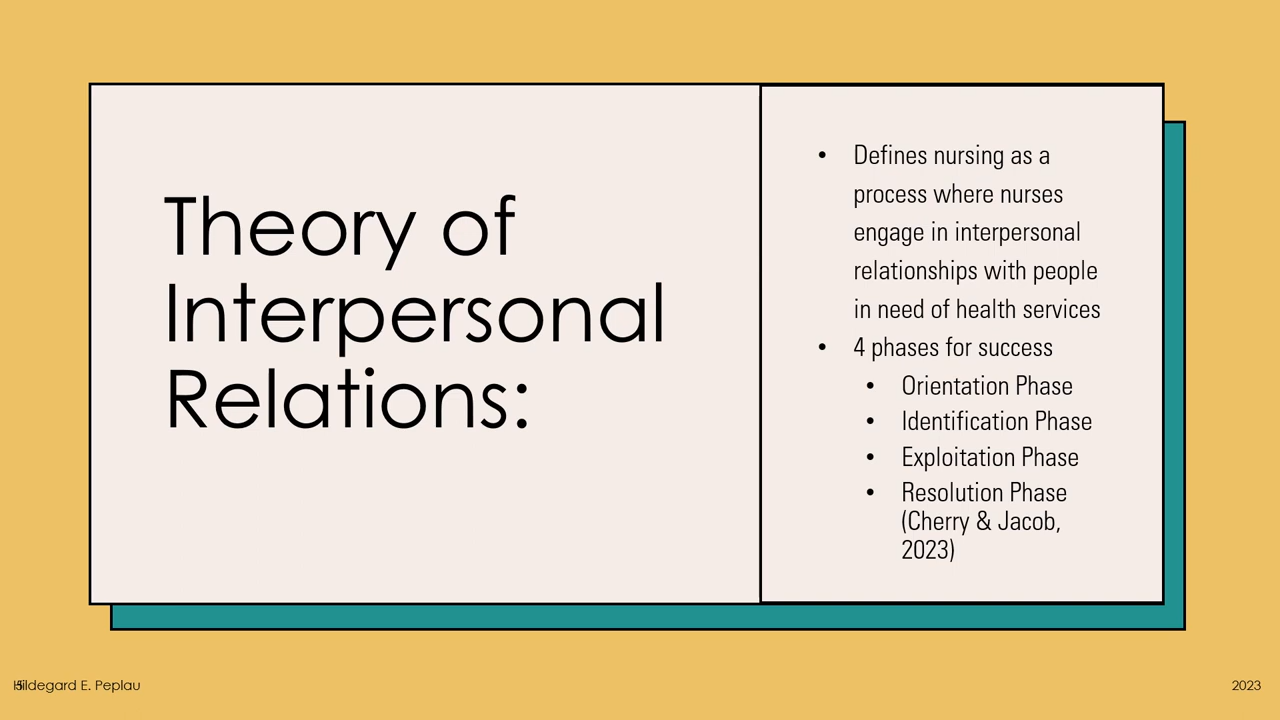 Theory of
Interpersonal
Relations:
• Defines nursing as a
process where nurses
engage in interpersonal
relationships with people
in need of health services
• 4 phases for success
• Orientation Phase
• Identification Phase
• Exploitation Phase
• Resolution Phase
(Cherry & Jacob,
2023)
Hildegard E. Peplau
5
2023